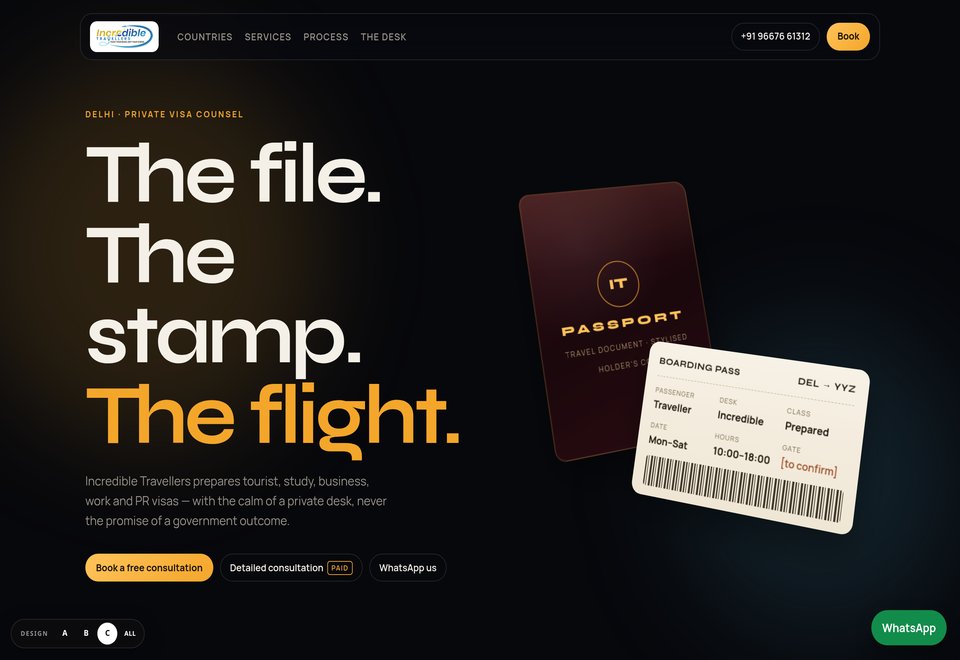 Incredible
TRAVELLERS
COUNTRIES SERVICES PROCESS THE DESK
+91 96676 61312
Book
DELHI · PRIVATE VISA COUNSEL
The file.
The
stamp.
The flight.
Incredible Travellers prepares tourist, study, business,
work and PR visas — with the calm of a private desk, never
the promise of a government outcome.
Book a free consultation
Detailed consultation PAID
WhatsApp us
IT
PASSPORT
TRAVEL DOCUMENT · STYLISED
HOLDER'S
BOARDING PASS
DEL → YYZ
PASSENGER DESK CLASS
Traveller Incredible Prepared
DATE HOURS GATE
Mon–Sat 10:00–18:00 [to confirm]
DESIGN A B C ALL
WhatsApp